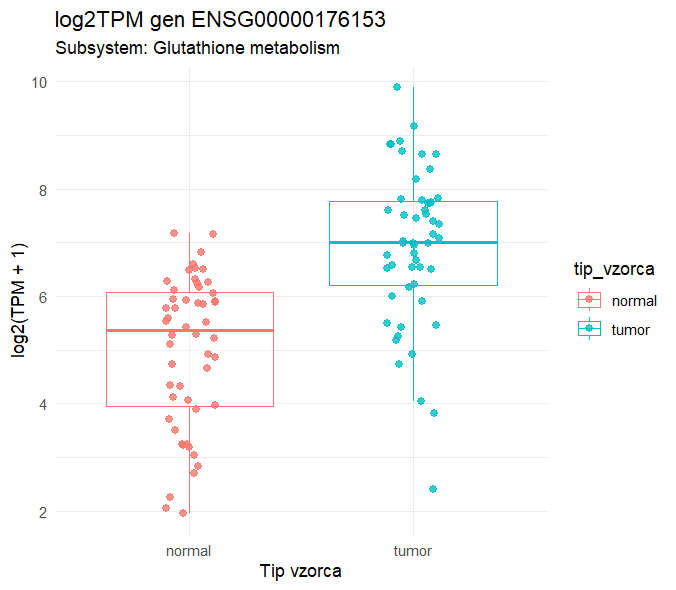 log2TPM gen ENSG00000176153
Subsystem: Glutathione metabolism
10
8
6
4
2
log2(TPM + 1)
normal
tumor
Tip vzorca
tip_vzorca
normal
tumor